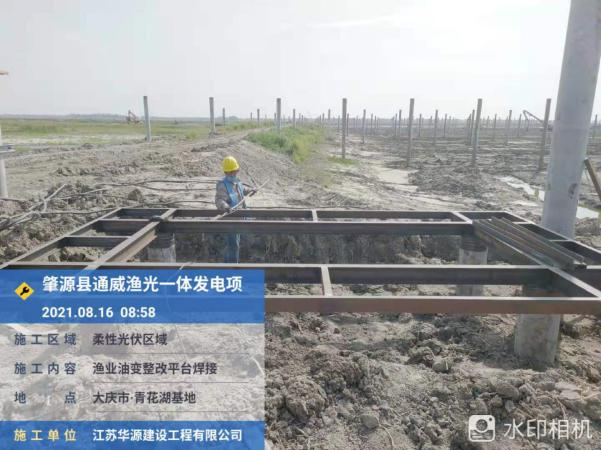 肇源县通威渔光一体发电项
2021.08.16 08:58
施工区域 柔性光伏区域
施工内容 渔业油变整改平台焊接
地点 大庆市·青花湖基地
施工单位 江苏华源建设工程有限公司
水印相机